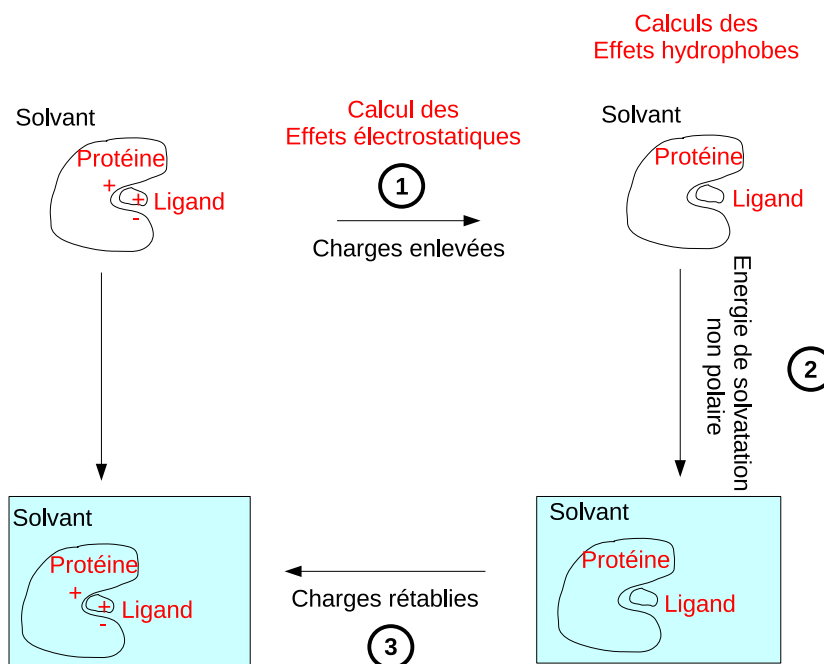 Calculs des
Effets hydrophobes
Solvant
Protéine
+
+
Ligand
-
Calcul des
Effets électrostatiques
1
Charges enlevées
Solvant
Protéine
Ligand
Energie de solvatation
non polaire
2
Solvant
Protéine
+
+
Ligand
-
Charges rétablies
3
Solvant
Protéine
Ligand